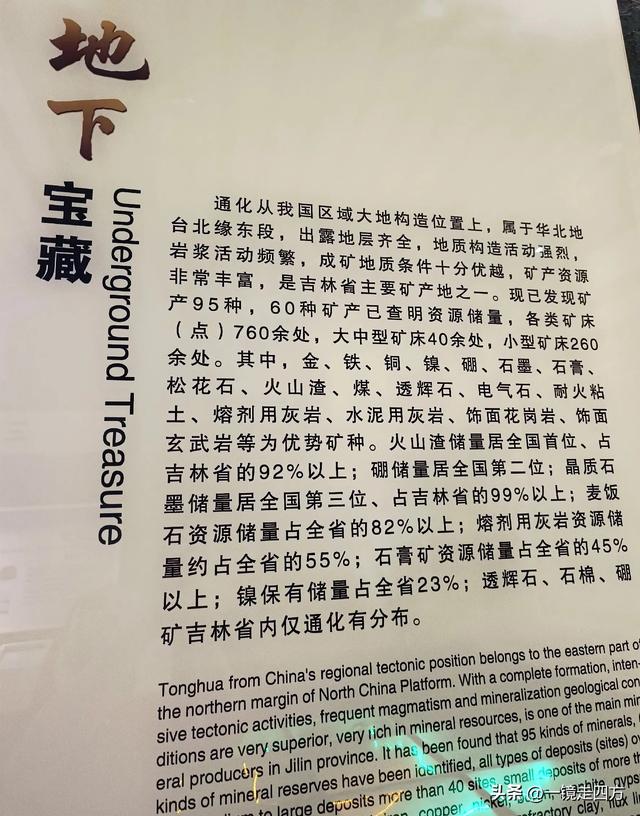 地下
宝藏
Underground Treasure
通化从我国区域大地构造位置上，属于华北地
台北缘东段，出露地层齐全，地质构造活动强烈，
岩浆活动频繁，成矿地质条件十分优越，矿产资源
非常丰富，是吉林省主要矿产地之一。现已发现矿
产95种，60种矿产已查明资源储量，各类矿床
（点）760余处，大中型矿床40余处，小型矿床260
余处。其中，金、铁、铜、镍、硼、石墨、石膏、
松花石、火山渣、煤、透辉石、电气石、耐火粘
土、熔剂用灰岩、水泥用灰岩、饰面花岗岩、饰面
玄武岩等为优势矿种。火山渣储量居全国首位、占
吉林省的92%以上；硼储量居全国第二位；晶质石
墨储量居全国第三位、占吉林省的99%以上；麦饭
石资源储量占全省的82%以上；熔剂用灰岩资源储
量约占全省的55%；石膏矿资源储量占全省的45%
以上；镍保有储量占全省23%；透辉石、石棉、硼
矿吉林省内仅通化有分布。
Tonghua from China's regional tectonic position belongs to the eastern part of
the northern margin of North China Platform. With a complete formation, inten-
sive tectonic activities, frequent magmatism and mineralization geological con
ditions are very superior, very rich in mineral resources, is one of the main min
eral producers in Jilin province. It has been found that 95 kinds of minerals,
kinds of mineral reserves have been identified, all types of deposits (sites) ov
to large deposits more than 40 sites, small deposits of more th
copper, nickel,
refractory clay, flux
头条 @一镜走四方